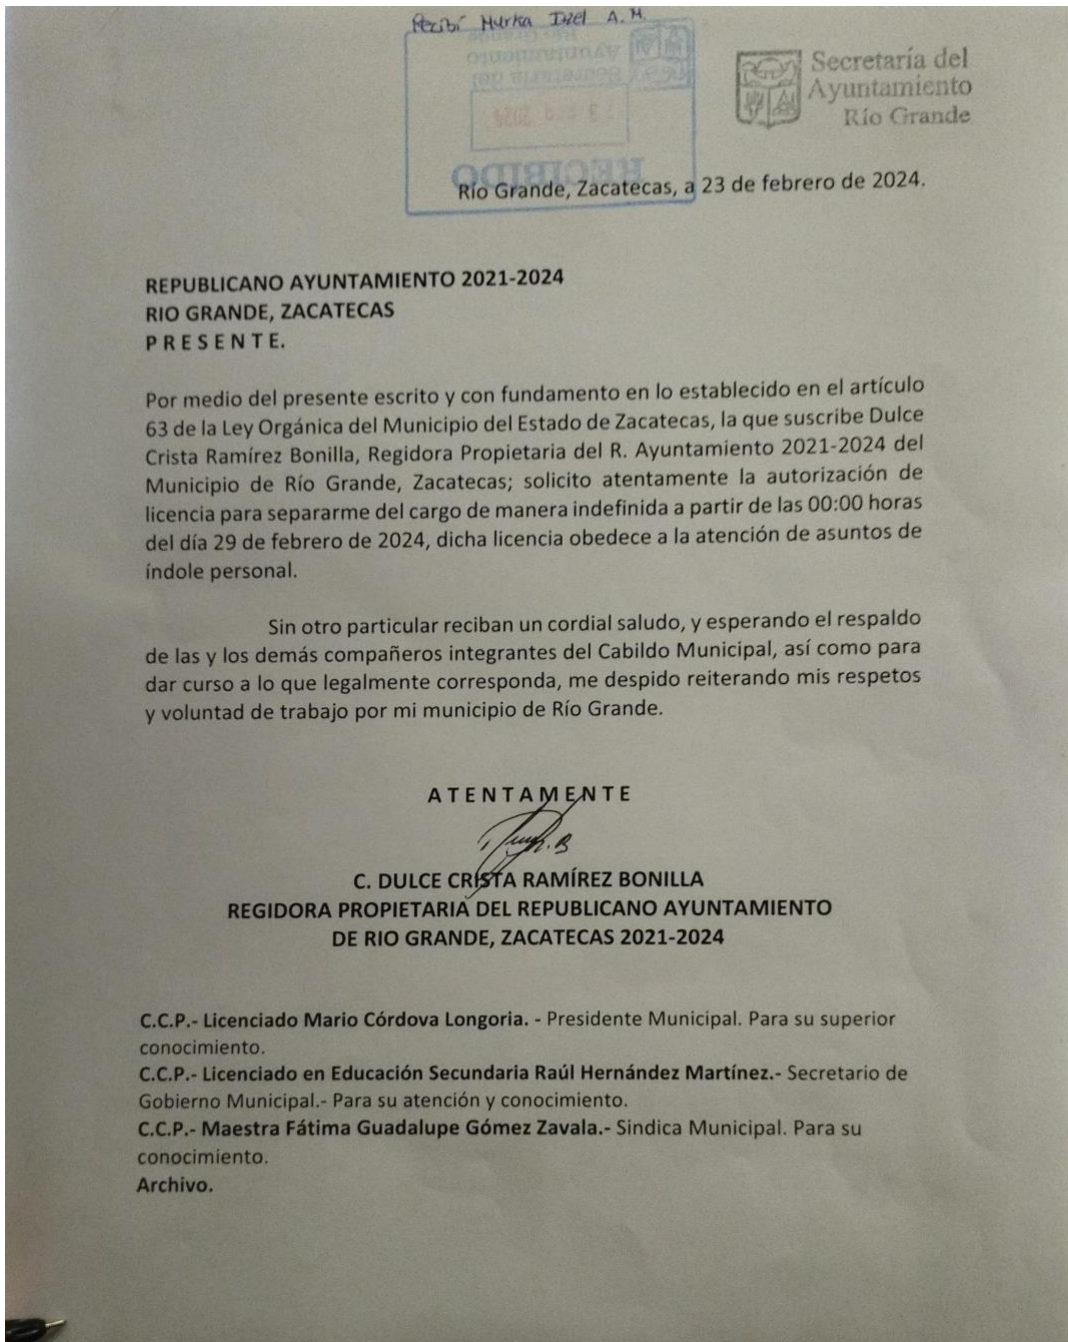 Recibí Murka Itzel A.M.
Secretaría del
Ayuntamiento
Río Grande
RECIBIDO
Río Grande, Zacatecas, a 23 de febrero de 2024.
REPUBLICANO AYUNTAMIENTO 2021-2024
RIO GRANDE, ZACATECAS
P R E S E N T E.
Por medio del presente escrito y con fundamento en lo establecido en el artículo
63 de la Ley Orgánica del Municipio del Estado de Zacatecas, la que suscribe Dulce
Crista Ramírez Bonilla, Regidora Propietaria del R. Ayuntamiento 2021-2024 del
Municipio de Río Grande, Zacatecas; solicito atentamente la autorización de
licencia para separarme del cargo de manera indefinida a partir de las 00:00 horas
del día 29 de febrero de 2024, dicha licencia obedece a la atención de asuntos de
índole personal.
Sin otro particular reciban un cordial saludo, y esperando el respaldo
de las y los demás compañeros integrantes del Cabildo Municipal, así como para
dar curso a lo que legalmente corresponda, me despido reiterando mis respetos
y voluntad de trabajo por mi municipio de Río Grande.
A T E N T A M E N T E
C. DULCE CRISTA RAMÍREZ BONILLA
REGIDORA PROPIETARIA DEL REPUBLICANO AYUNTAMIENTO
DE RIO GRANDE, ZACATECAS 2021-2024
C.C.P.- Licenciado Mario Córdova Longoria. - Presidente Municipal. Para su superior
conocimiento.
C.C.P.- Licenciado en Educación Secundaria Raúl Hernández Martínez.- Secretario de
Gobierno Municipal.- Para su atención y conocimiento.
C.C.P.- Maestra Fátima Guadalupe Gómez Zavala.- Sindica Municipal. Para su
conocimiento.
Archivo.